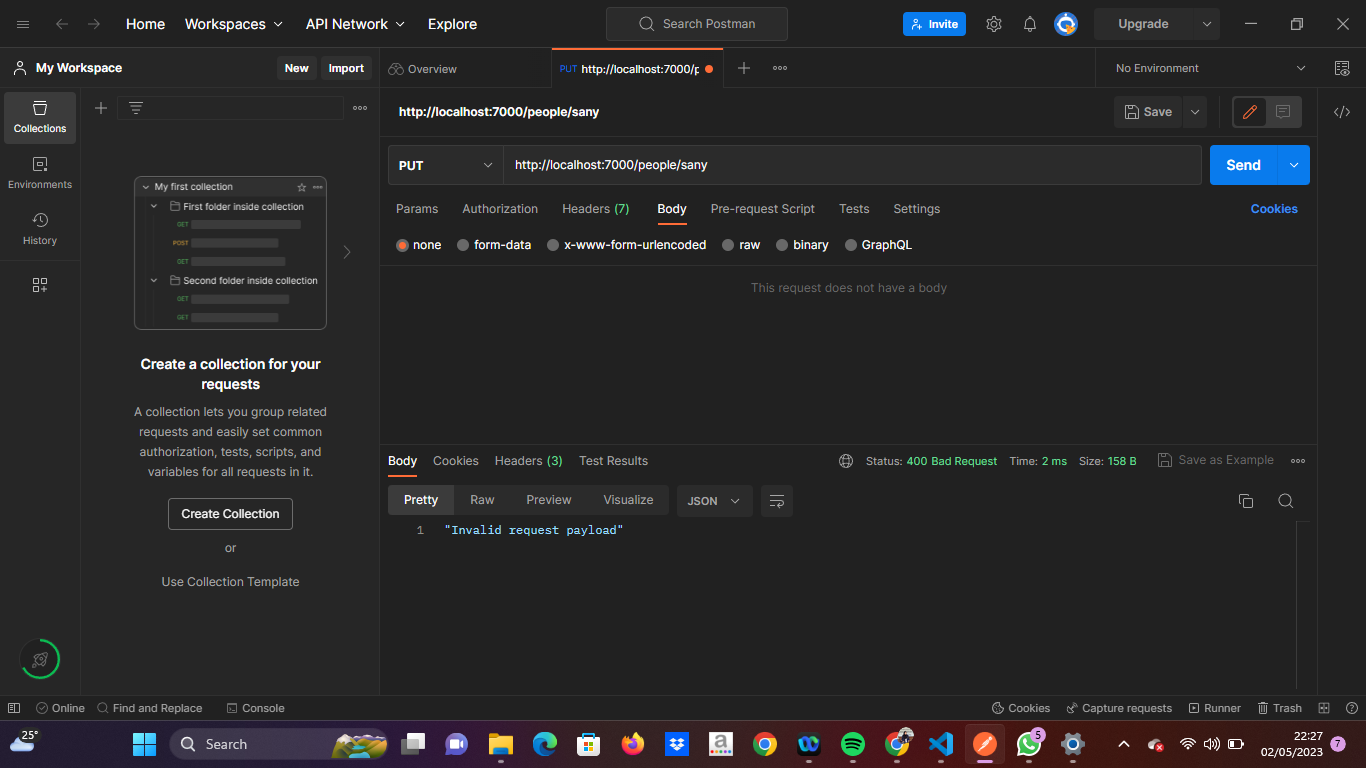 Home
Workspaces
API Network
Explore
Search Postman
Invite
Upgrade
My Workspace
New
Import
Overview
PUT http://localhost:7000/p
No Environment
Collections
Environments
History
My first collection
First folder inside collection
GET
POST
GET
Second folder inside collection
GET
GET
Create a collection for your
requests
A collection lets you group related
requests and easily set common
authorization, tests, scripts, and
variables for all requests in it.
Create Collection
or
Use Collection Template
http://localhost:7000/people/sany
Save
PUT
http://localhost:7000/people/sany
Send
Params
Authorization
Headers (7)
Body
Pre-request Script
Tests
Settings
Cookies
none
form-data
x-www-form-urlencoded
raw
binary
GraphQL
This request does not have a body
Body
Cookies
Headers (3)
Test Results
Status: 400 Bad Request
Time: 2 ms
Size: 158 B
Save as Example
Pretty
Raw
Preview
Visualize
JSON
1 "Invalid request payload"
Online
Find and Replace
Console
Cookies
Capture requests
Runner
Trash
25°
Search
a
5
22:27
02/05/2023
7